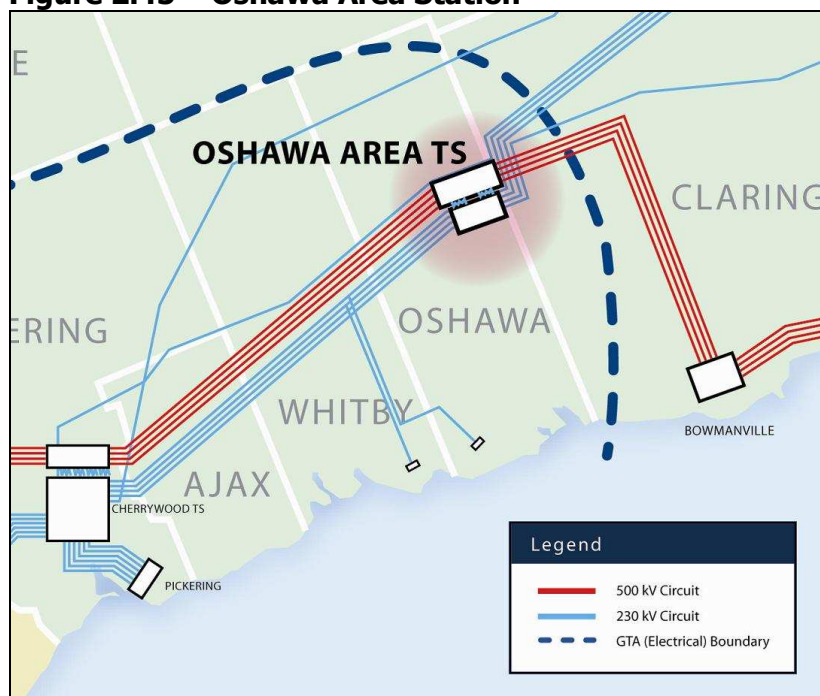 Figure 2.13 – Oshawa Area Station
E
OSHAWA AREA TS
CLARING
ERING
OSHAWA
WHITBY
BOWMANVILLE
AJAX
CHERRYWOOD TS
PICKERING
Legend
500 kV Circuit
230 kV Circuit
GTA (Electrical) Boundary